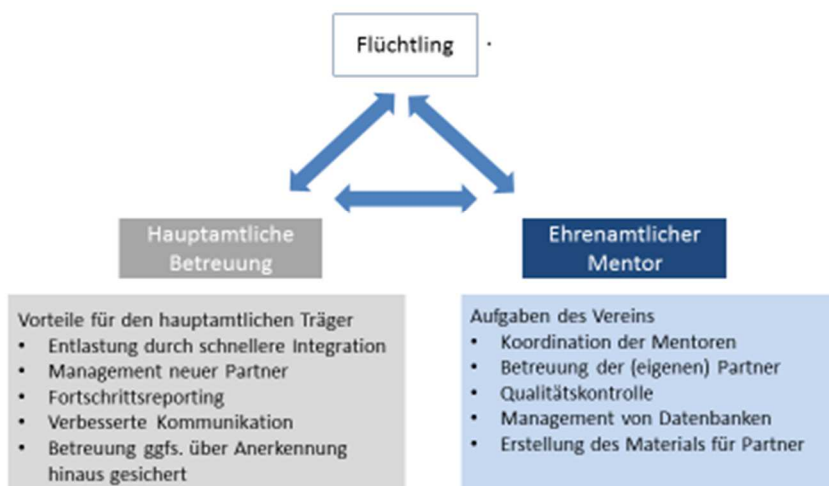 Flüchtling
Hauptamtliche
Betreuung
Vorteile für den hauptamtlichen Träger
• Entlastung durch schnellere Integration
• Management neuer Partner
• Fortschrittsreporting
• Verbesserte Kommunikation
• Betreuung ggfs. über Anerkennung
hinaus gesichert
Ehrenamtlicher
Mentor
Aufgaben des Vereins
• Koordination der Mentoren
• Betreuung der (eigenen) Partner
• Qualitätskontrolle
• Management von Datenbanken
• Erstellung des Materials für Partner